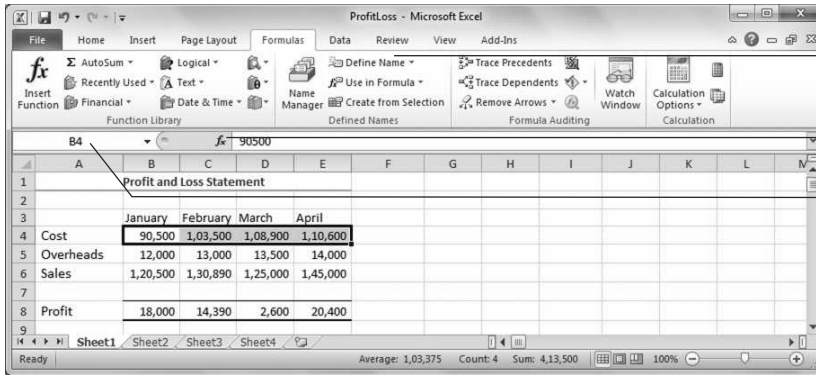 ProfitLoss - Microsoft Excel
File Home Insert Page Layout Formulas Data Review View Add-Ins
Σ AutoSum Logical Define Name Trace Precedents
fx Recently Used Text Use in Formula Trace Dependents
Insert Function Financial Date & Time Name Manager Create from Selection Remove Arrows Watch Window Calculation Options
Function Library Defined Names Formula Auditing Calculation
B4 fx 90500
A B C D E F G H I J K L M
1 Profit and Loss Statement
2
3 January February March April
4 Cost 90,500 1,03,500 1,08,900 1,10,600
5 Overheads 12,000 13,000 13,500 14,000
6 Sales 1,20,500 1,30,890 1,25,000 1,45,000
7
8 Profit 18,000 14,390 2,600 20,400
9
Sheet1 Sheet2 Sheet3 Sheet4
Ready Average: 1,03,375 Count: 4 Sum: 4,13,500 100%